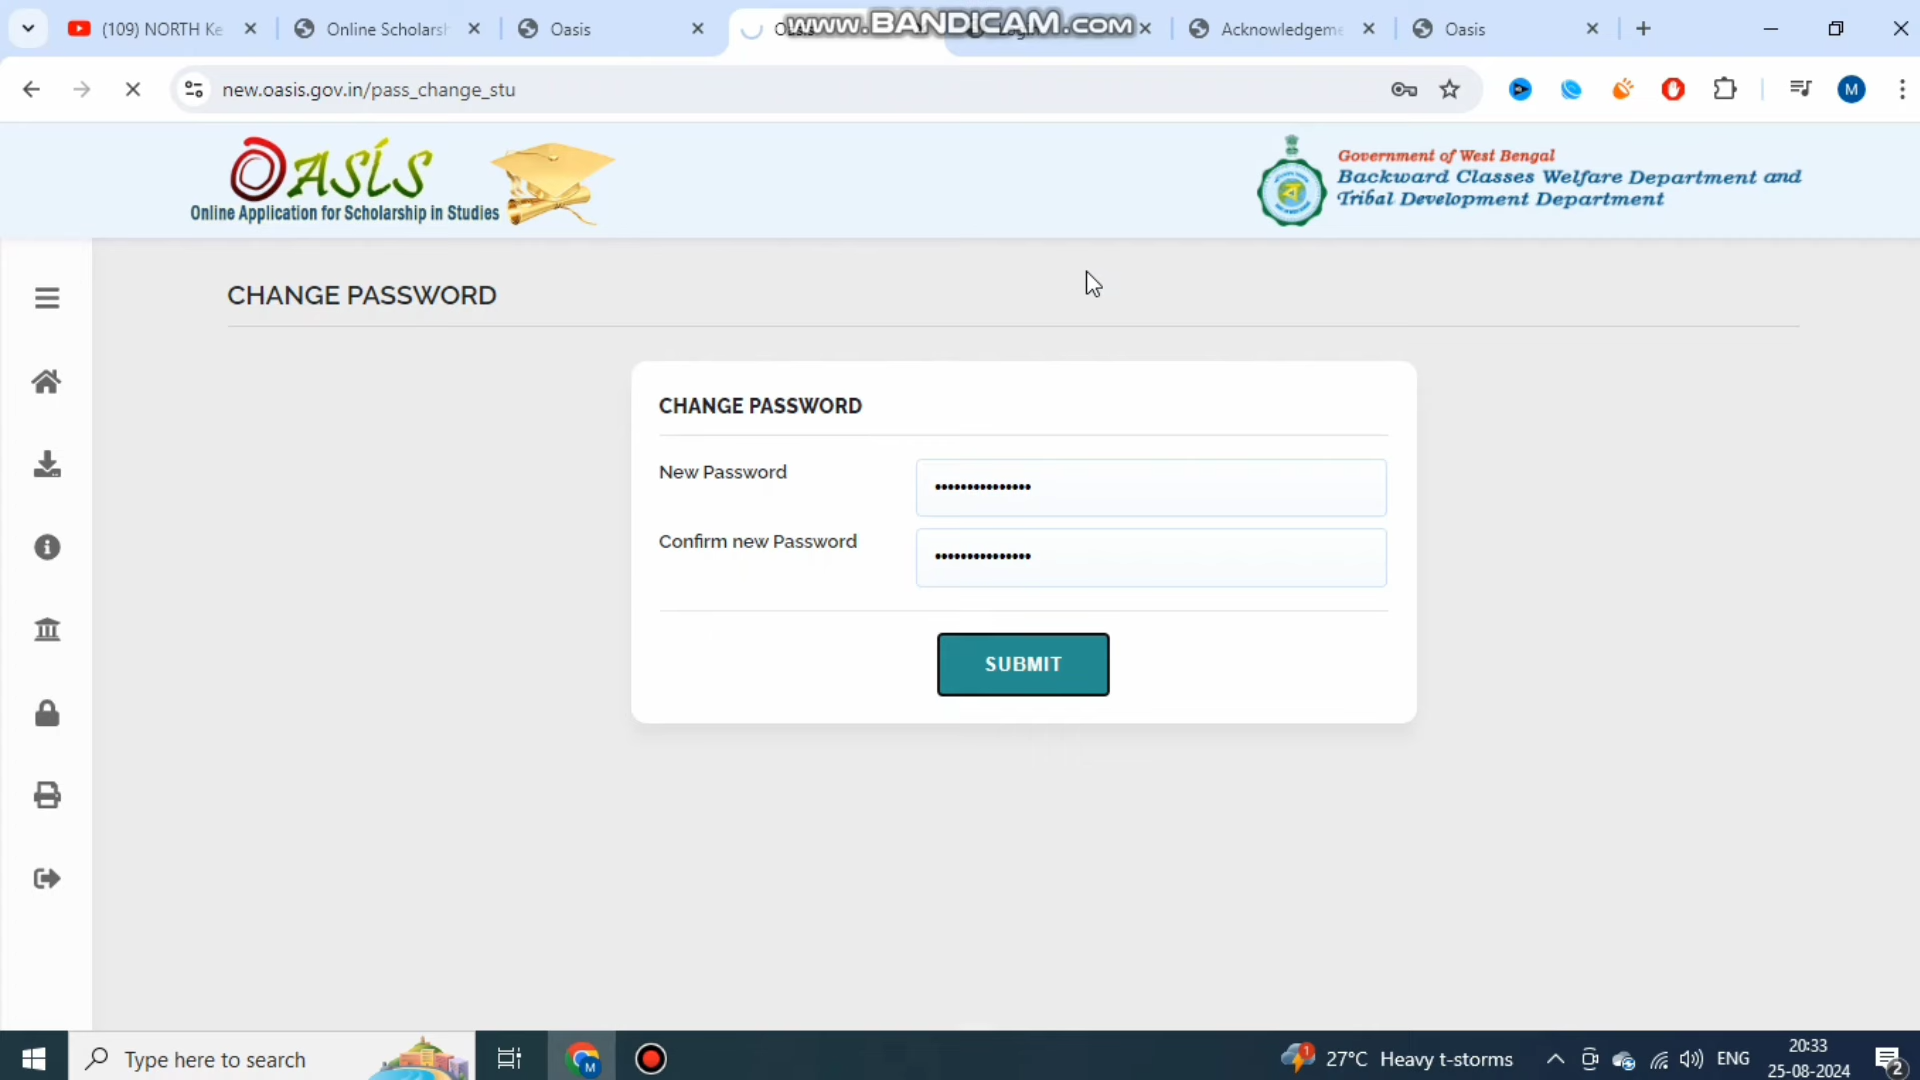 (109) NORTH Ke
Online Scholarsh
Oasis
www.BANDICAM.com
Acknowledgeme
Oasis
new.oasis.gov.in/pass_change_stu
M
OASIS
Online Application for Scholarship in Studies
Government of West Bengal
Backward Classes Welfare Department and
Tribal Development Department
CHANGE PASSWORD
CHANGE PASSWORD
New Password
•••••••••••••••
Confirm new Password
•••••••••••••••
SUBMIT
Type here to search
M
1
27°C Heavy t-storms
ENG
20:33
25-08-2024
2